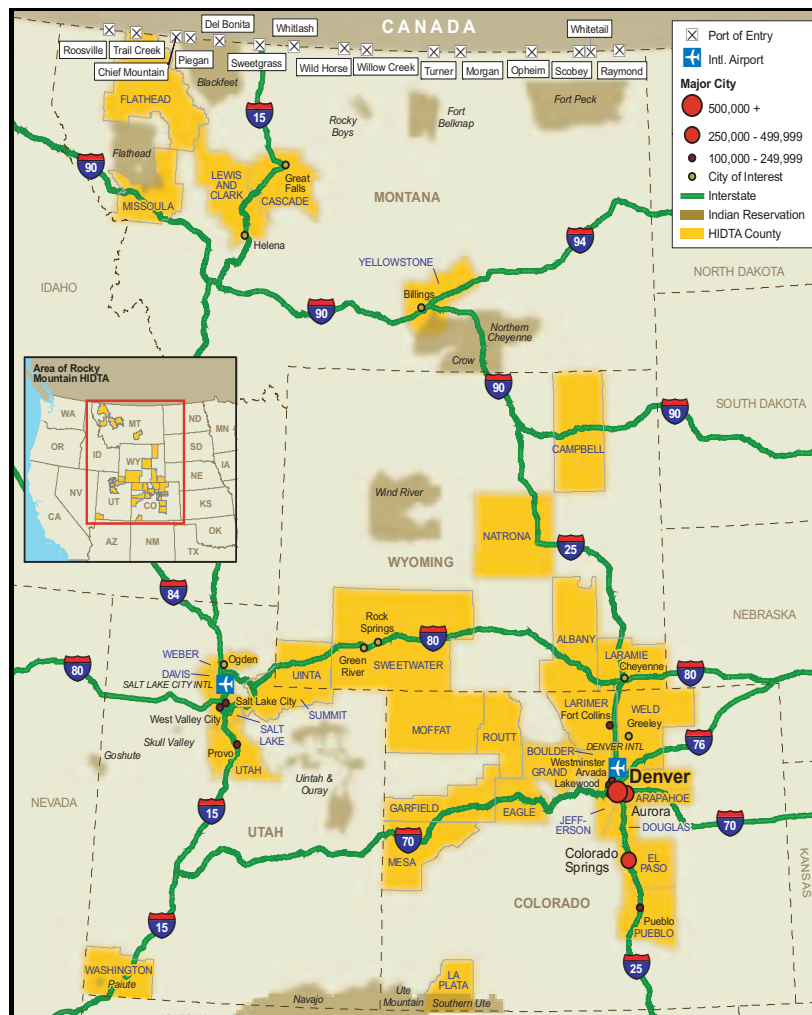 CANADA
Roosville
Trail Creek
Chief Mountain
Piegan
Del Bonita
Sweetgrass
Whitlash
Wild Horse
Willow Creek
Turner
Morgan
Opheim
Whitetail
Scobey
Raymond
Port of Entry
Intl. Airport
Major City
500,000 +
250,000 - 499,999
100,000 - 249,999
City of Interest
Interstate
Indian Reservation
HIDTA County
FLATHEAD
Blackfeet
15
Rocky
Boys
Fort
Belknap
Fort Peck
Flathead
90
MISSOULA
LEWIS
AND
CLARK
Great
Falls
CASCADE
MONTANA
Helena
YELLOWSTONE
94
IDAHO
NORTH DAKOTA
Billings
90
Northern
Cheyenne
Crow
90
Area of Rocky
Mountain HIDTA
WA
MT
ND
MN
OR
ID
SD
WY
IA
NE
NV
UT
CO
KS
CA
OK
AZ
NM
TX
SOUTH DAKOTA
90
CAMPBELL
Wind River
NATRONA
WYOMING
25
84
NEBRASKA
Rock
Springs
80
ALBANY
WEBER
Ogden
Green
River
SWEETWATER
LARAMIE
Cheyenne
80
DAVIS
UINTA
80
SALT LAKE CITY INTL
Salt Lake City
West Valley City
SUMMIT
SALT
LAKE
MOFFAT
ROUTT
LARIMER
Fort Collins
WELD
Greeley
Skull Valley
Goshute
Provo
UTAH
BOULDER
DENVER INTL
76
Westminster
Arvada
Lakewood
GRAND
Denver
Uintah &
Ouray
NEVADA
15
GARFIELD
EAGLE
ARAPAHOE
Aurora
JEFF-
ERSON
DOUGLAS
70
UTAH
70
MESA
Colorado
Springs
EL
PASO
KANSAS
COLORADO
15
Pueblo
PUEBLO
WASHINGTON
Paiute
LA
PLATA
25
Navajo
Ute
Mountain
Southern Ute